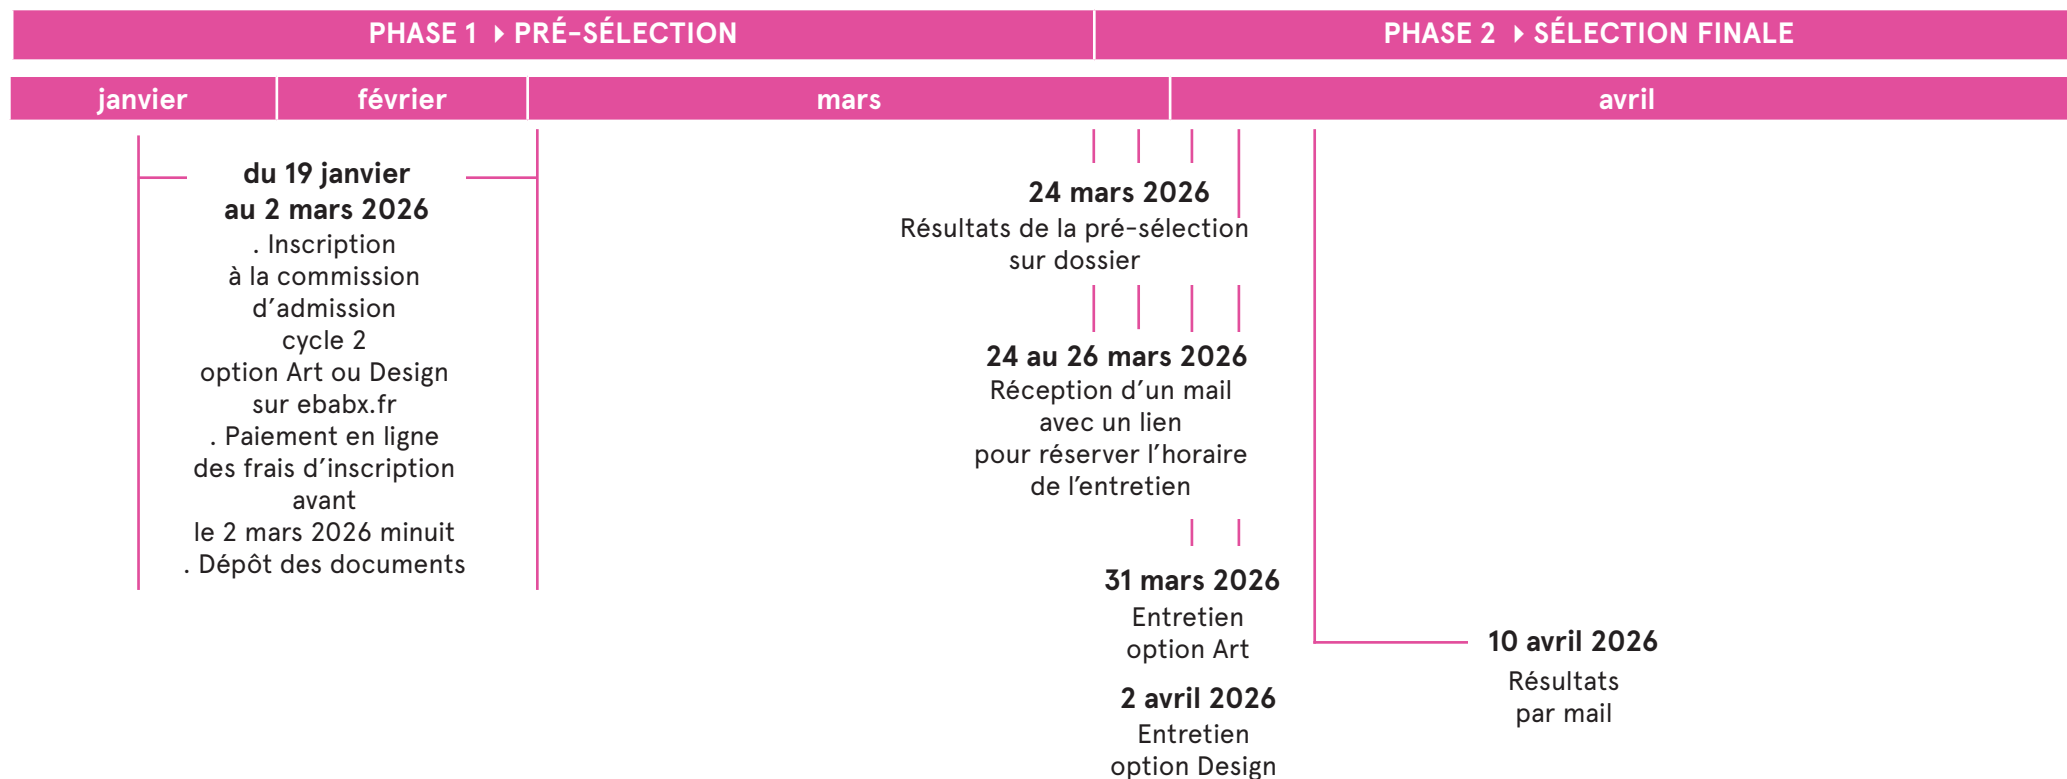 PHASE 1 ▸ PRÉ-SÉLECTION
PHASE 2 ▸ SÉLECTION FINALE
janvier
février
mars
avril
du 19 janvier
au 2 mars 2026
. Inscription
à la commission
d’admission
cycle 2
option Art ou Design
sur ebabx.fr
. Paiement en ligne
des frais d’inscription
avant
le 2 mars 2026 minuit
. Dépôt des documents
24 mars 2026
Résultats de la pré-sélection
sur dossier
24 au 26 mars 2026
Réception d’un mail
avec un lien
pour réserver l’horaire
de l’entretien
31 mars 2026
Entretien
option Art
2 avril 2026
Entretien
option Design
10 avril 2026
Résultats
par mail